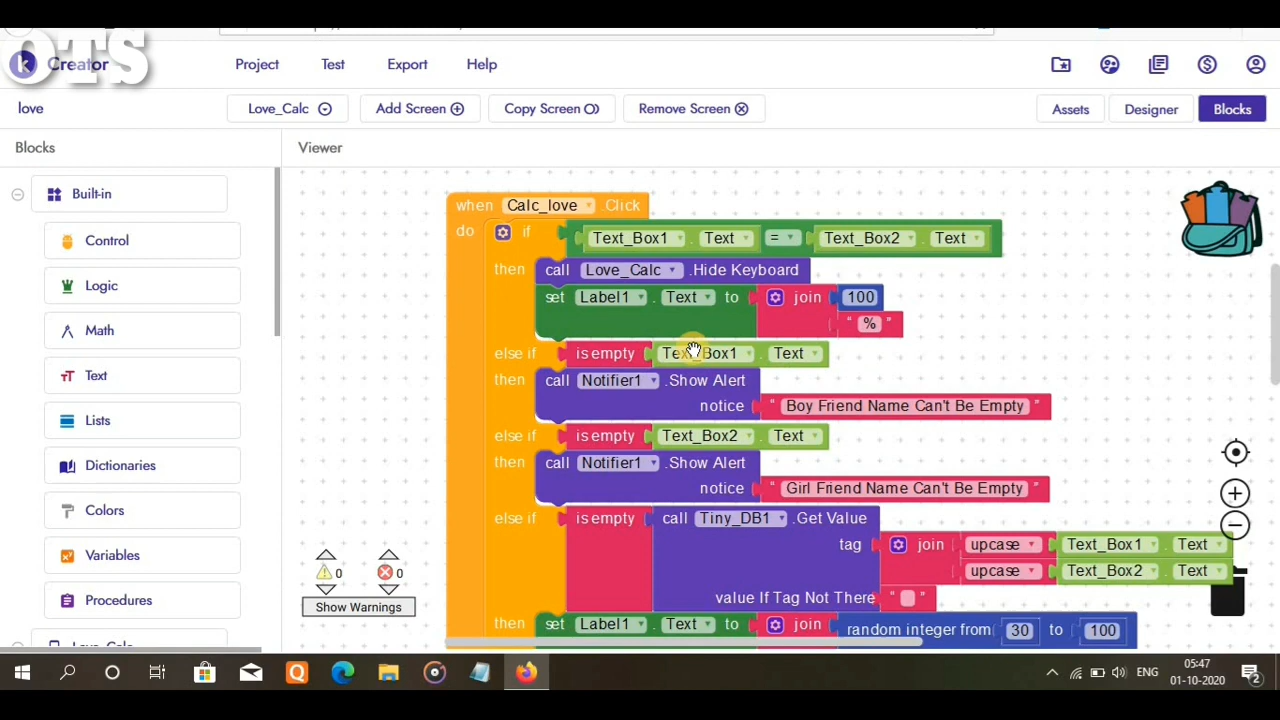 OTS
Creator
Project Test Export Help
love
Love_Calc Add Screen Copy Screen Remove Screen Assets Designer Blocks
Blocks Viewer
Built-in
Control
Logic
Math
Text
Lists
Dictionaries
Colors
Variables
Procedures
when Calc_love .Click
do if Text_Box1 . Text = Text_Box2 . Text
then call Love_Calc .Hide Keyboard
set Label1 . Text to join 100
“ % ”
else if is empty Text_Box1 . Text
then call Notifier1 .Show Alert
notice “ Boy Friend Name Can't Be Empty ”
else if is empty Text_Box2 . Text
then call Notifier1 .Show Alert
notice “ Girl Friend Name Can't Be Empty ”
else if is empty call Tiny_DB1 .Get Value
tag join upcase Text_Box1 . Text
upcase Text_Box2 . Text
value If Tag Not There “ ”
then set Label1 . Text to join random integer from 30 to 100
0 0
Show Warnings
ENG
05:47
01-10-2020
2